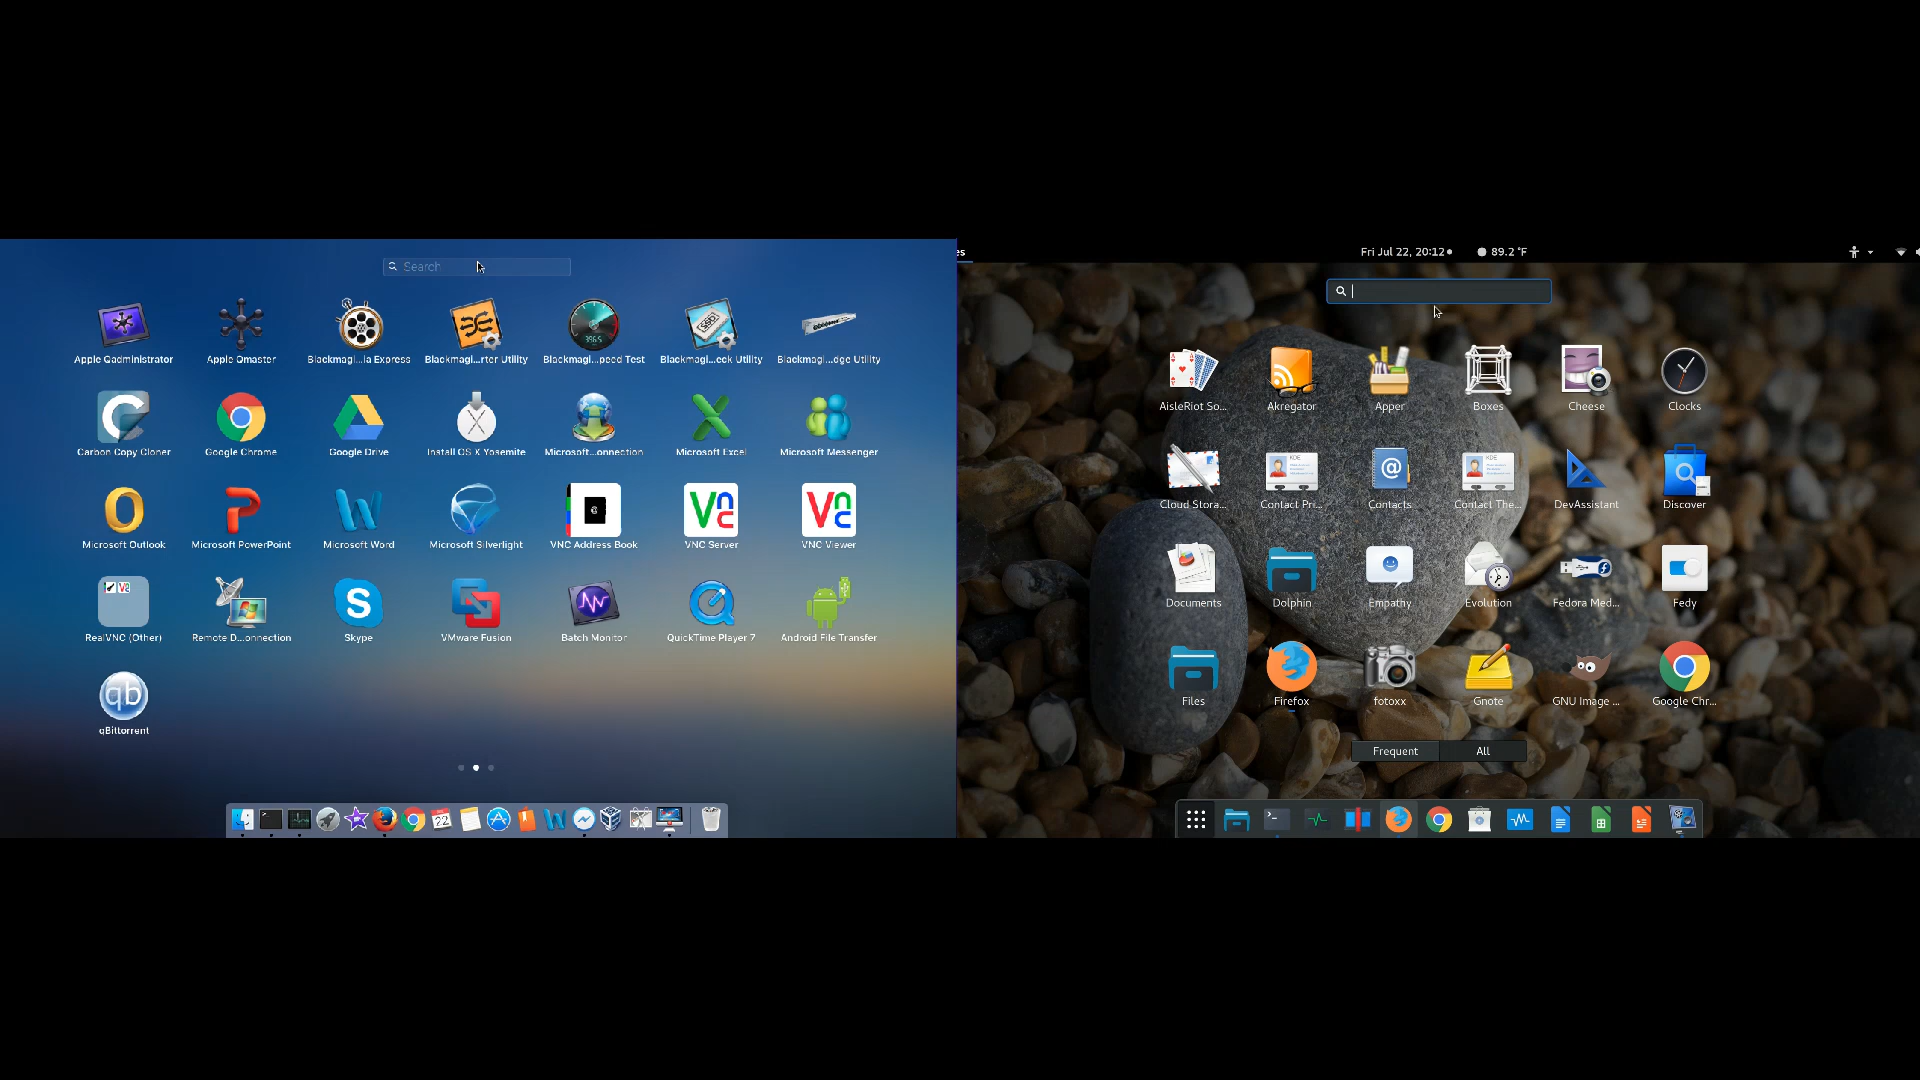 Search
Apple Qadministrator
Apple Qmaster
Blackmagi...ia Express
Blackmagi...rter Utility
Blackmagi...peed Test
Blackmagi...eck Utility
Blackmagi...dge Utility
Carbon Copy Cloner
Google Chrome
Google Drive
Install OS X Yosemite
Microsoft...onnection
Microsoft Excel
Microsoft Messenger
Microsoft Outlook
Microsoft PowerPoint
Microsoft Word
Microsoft Silverlight
VNC Address Book
VNC Server
VNC Viewer
RealVNC (Other)
Remote D...onnection
Skype
VMware Fusion
Batch Monitor
QuickTime Player 7
Android File Transfer
qb
qBittorrent
22
es
Fri Jul 22, 20:12
89.2 °F
AisleRiot So...
Akregator
Apper
Boxes
Cheese
Clocks
Cloud Stora...
Contact Pri...
Contacts
Contact The...
DevAssistant
Discover
Documents
Dolphin
Empathy
Evolution
Fedora Med...
Fedy
Files
Firefox
fotoxx
Gnote
GNU Image ...
Google Chr...
Frequent
All